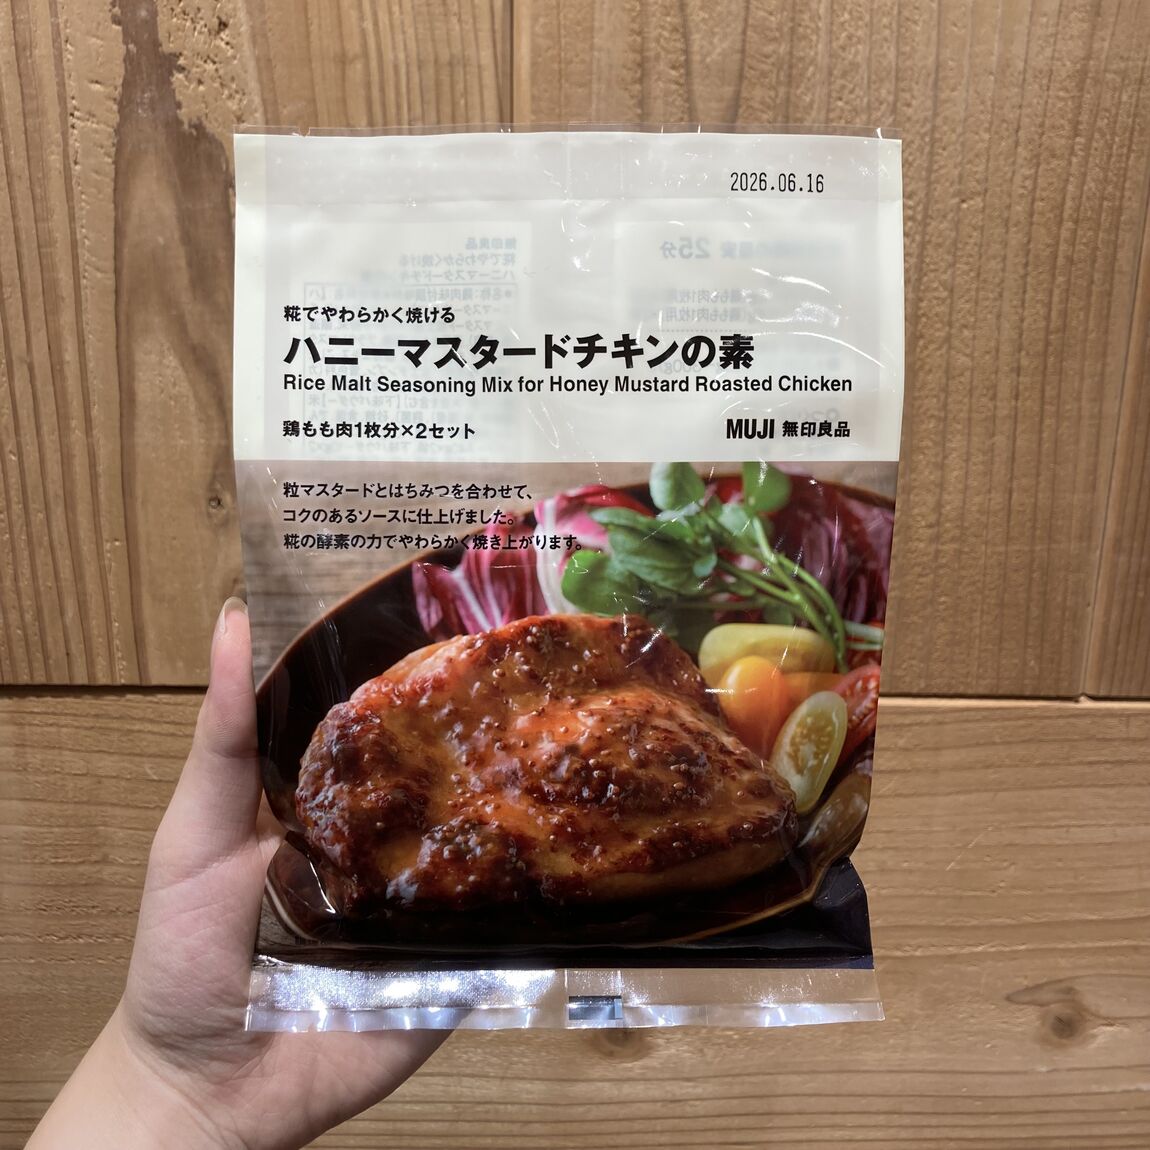 2026.06.16
糀でやわらかく焼ける
ハニーマスタードチキンの素
Rice Malt Seasoning Mix for Honey Mustard Roasted Chicken
鶏もも肉1枚分×2セット
MUJI 無印良品
粒マスタードとはちみつを合わせて、
コクのあるソースに仕上げました。
糀の酵素の力でやわらかく焼き上がります。